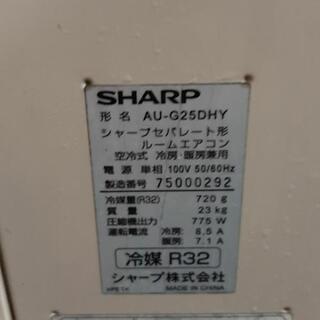 SHARP
形名 AU-G25DHY
シャープセパレート形
ルームエアコン
空冷式 冷房・暖房兼用
電源 単相 100V 50/60Hz
製造番号 75000292
冷媒量(R32) 720 g
質量 23 kg
圧縮機出力 775 W
運転電流 冷房: 8.5 A
暖房: 7.1 A
冷媒 R32
シャープ株式会社
MADE IN CHINA